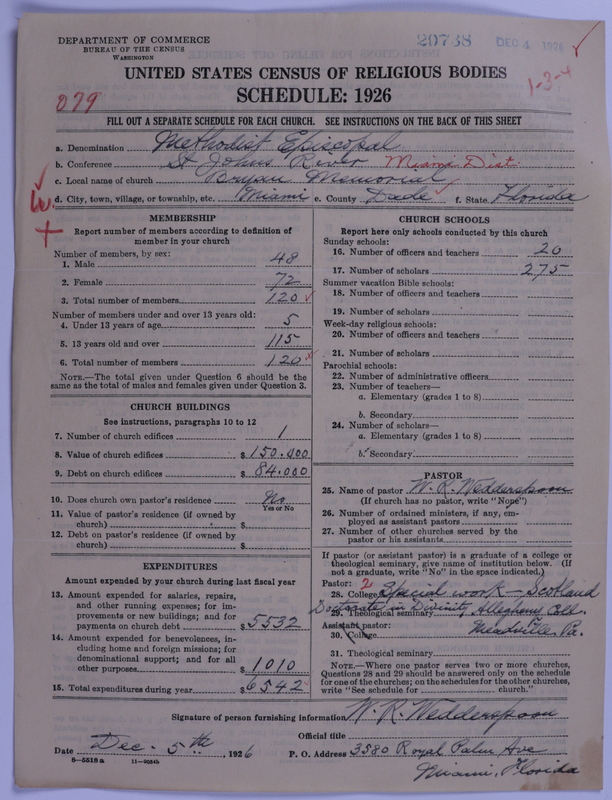 DEPARTMENT OF COMMERCE
BUREAU OF THE CENSUS
WASHINGTON
20738
DEC 4 1926
UNITED STATES CENSUS OF RELIGIOUS BODIES
SCHEDULE: 1926
079
1-3-4
FILL OUT A SEPARATE SCHEDULE FOR EACH CHURCH. SEE INSTRUCTIONS ON THE BACK OF THIS SHEET
a. Denomination Methodist Episcopal
b. Conference St Johns River Miami Dist.
c. Local name of church Bryan Memorial
d. City, town, village, or township, etc. Miami e. County Dade f. State Florida
MEMBERSHIP
Report number of members according to definition of
member in your church
Number of members, by sex:
1. Male 48
2. Female 72
3. Total number of members 120
Number of members under and over 13 years old:
4. Under 13 years of age 5
5. 13 years old and over 115
6. Total number of members 120
NOTE.—The total given under Question 6 should be the
same as the total of males and females given under Question 3.
CHURCH BUILDINGS
See instructions, paragraphs 10 to 12
7. Number of church edifices 1
8. Value of church edifices $ 150.000
9. Debt on church edifices $ 84.000
10. Does church own pastor's residence No
Yes or No
11. Value of pastor's residence (if owned by
church) $
12. Debt on pastor's residence (if owned by
church) $
EXPENDITURES
Amount expended by your church during last fiscal year
13. Amount expended for salaries, repairs,
and other running expenses; for im-
provements or new buildings; and for
payments on church debt $ 5532
14. Amount expended for benevolences, in-
cluding home and foreign missions; for
denominational support; and for all
other purposes $ 1010
15. Total expenditures during year $ 6542
CHURCH SCHOOLS
Report here only schools conducted by this church
Sunday schools:
16. Number of officers and teachers 20
17. Number of scholars 275
Summer vacation Bible schools:
18. Number of officers and teachers
19. Number of scholars
Week-day religious schools:
20. Number of officers and teachers
21. Number of scholars
Parochial schools:
22. Number of administrative officers
23. Number of teachers—
a. Elementary (grades 1 to 8)
b. Secondary
24. Number of scholars—
a. Elementary (grades 1 to 8)
b. Secondary
PASTOR
25. Name of pastor W. R. Wedderspoon
(If church has no pastor, write "None")
26. Number of ordained ministers, if any, em-
ployed as assistant pastors
27. Number of other churches served by the
pastor or his assistants
If pastor (or assistant pastor) is a graduate of a college or
theological seminary, give name of institution below. (If
not a graduate, write "No" in the space indicated.)
Pastor: 2
28. College Special work - Scotland
29. Theological seminary Doctorate in Divinity, Allegheny Coll.
Assistant pastor:
30. College Meadville, Pa.
31. Theological seminary
NOTE.—Where one pastor serves two or more churches,
Questions 28 and 29 should be answered only on the schedule
for one of the churches; on the schedules for the other churches,
write "See schedule for church."
Signature of person furnishing information W. R. Wedderspoon
Official title
Date Dec. 5th, 1926 P. O. Address 3580 Royal Palm Ave
8—5518a 11—9054b Miami, Florida